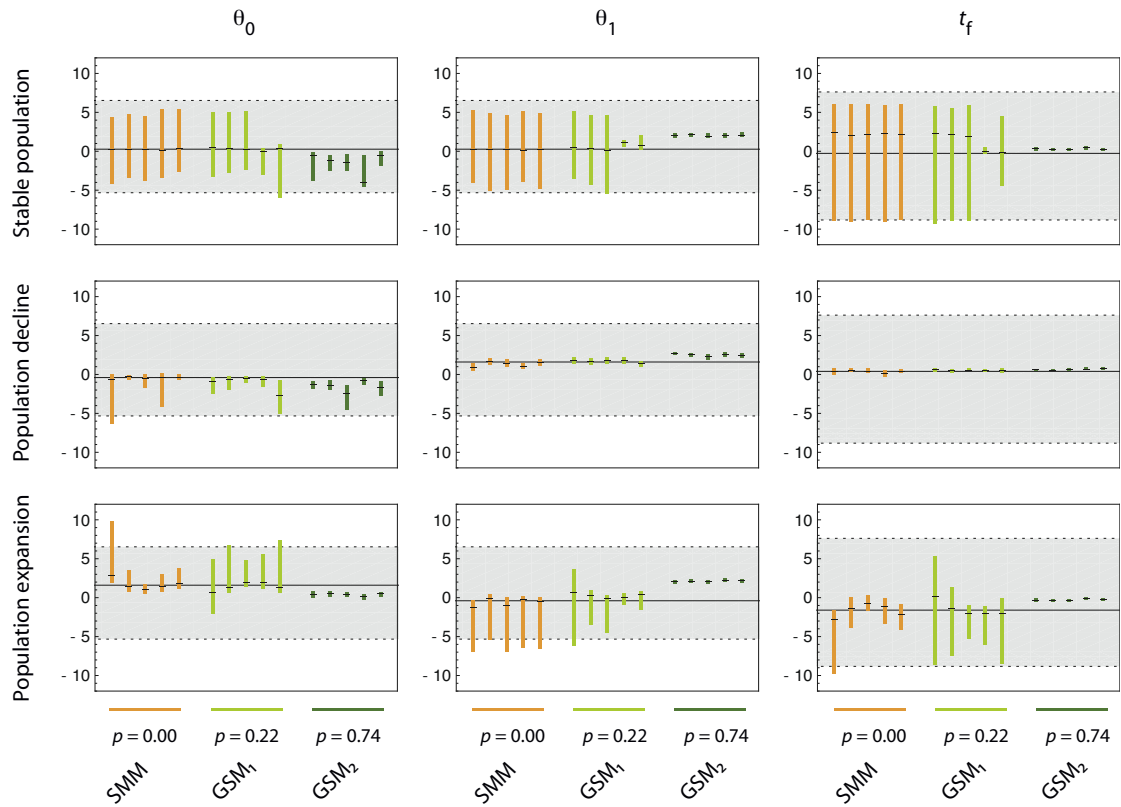 θ0 θ1 tf
Stable population
10 10 10
5 5 5
0 0 0
- 5 - 5 - 5
- 10 - 10 - 10
Population decline
10 10 10
5 5 5
0 0 0
- 5 - 5 - 5
- 10 - 10 - 10
Population expansion
10 10 10
5 5 5
0 0 0
- 5 - 5 - 5
- 10 - 10 - 10
p = 0.00 p = 0.22 p = 0.74 p = 0.00 p = 0.22 p = 0.74 p = 0.00 p = 0.22 p = 0.74
SMM GSM1 GSM2 SMM GSM1 GSM2 SMM GSM1 GSM2